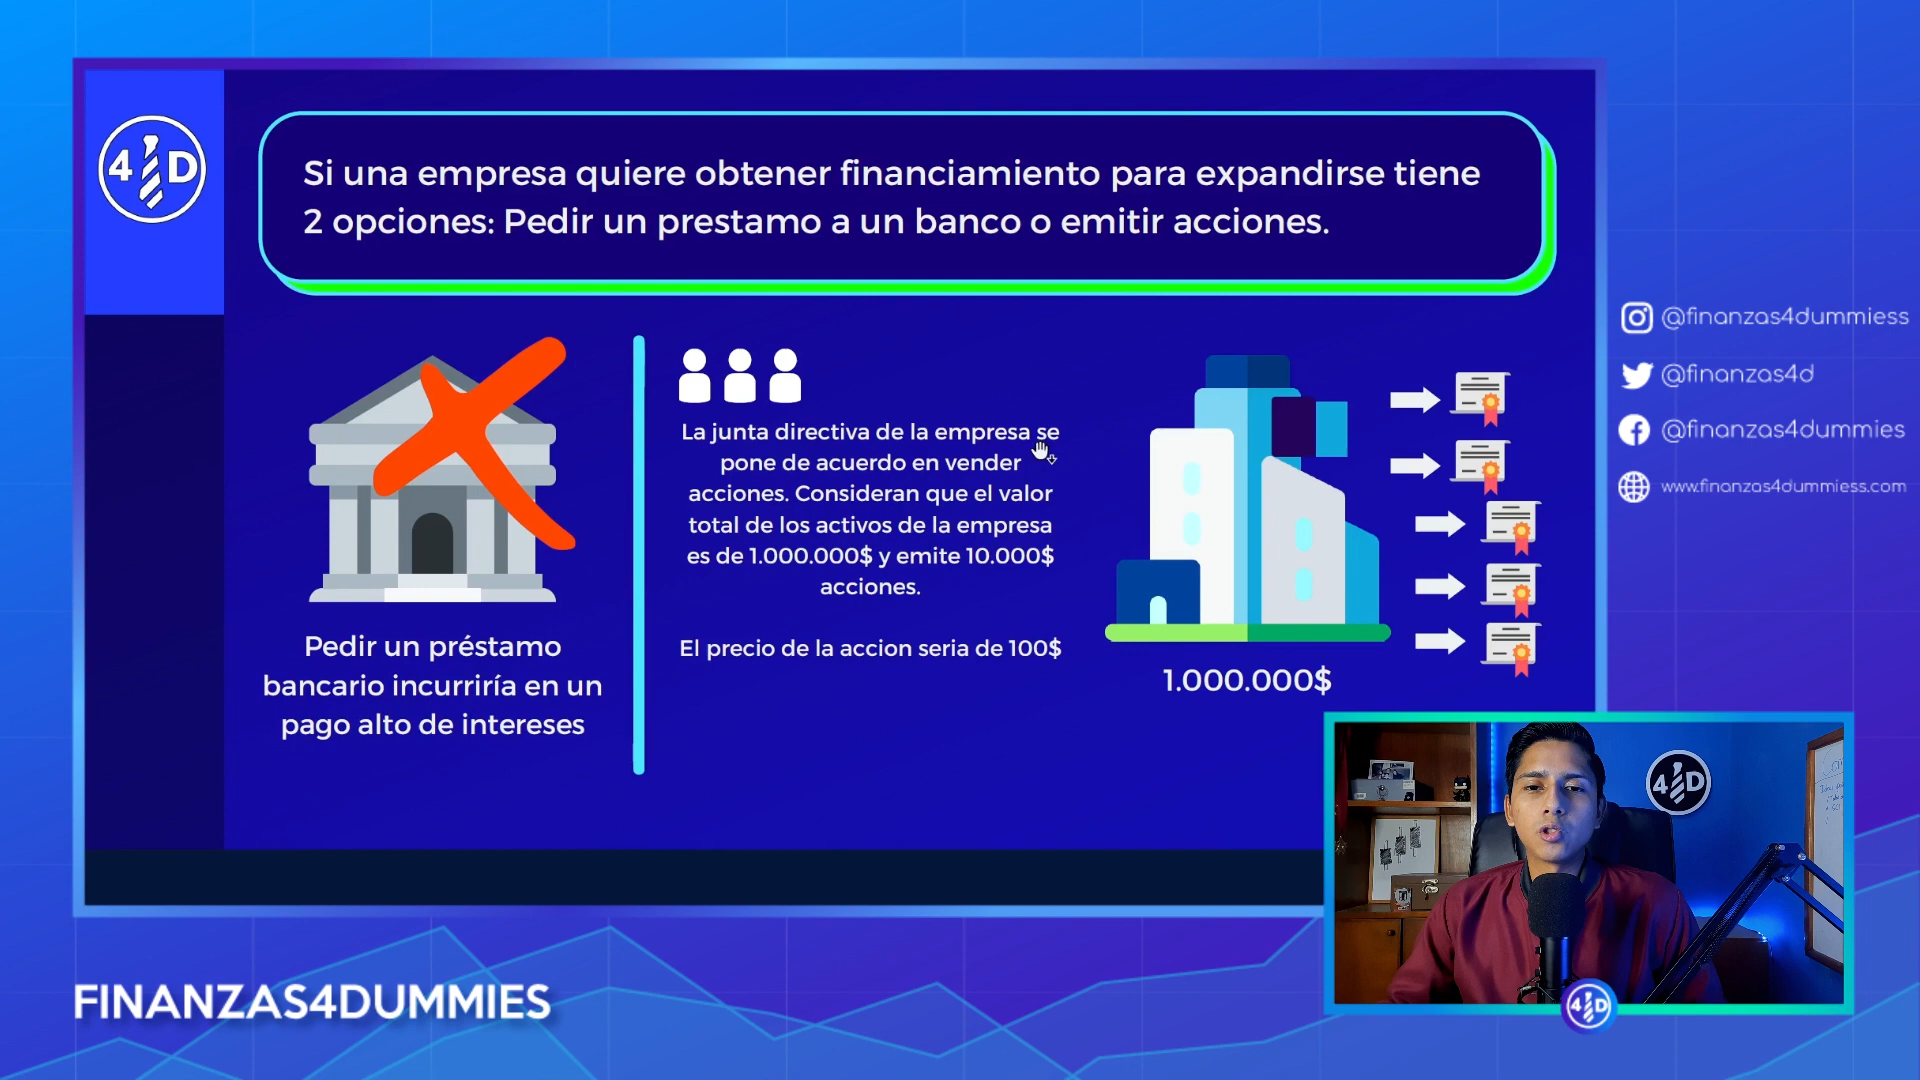 4 D
Si una empresa quiere obtener financiamiento para expandirse tiene
2 opciones: Pedir un prestamo a un banco o emitir acciones.
Pedir un préstamo
bancario incurriría en un
pago alto de intereses
La junta directiva de la empresa se
pone de acuerdo en vender
acciones. Consideran que el valor
total de los activos de la empresa
es de 1.000.000$ y emite 10.000$
acciones.
El precio de la accion seria de 100$
1.000.000$
@finanzas4dummiess
@finanzas4d
@finanzas4dummies
www.finanzas4dummiess.com
4 D
4 D
FINANZAS4DUMMIES